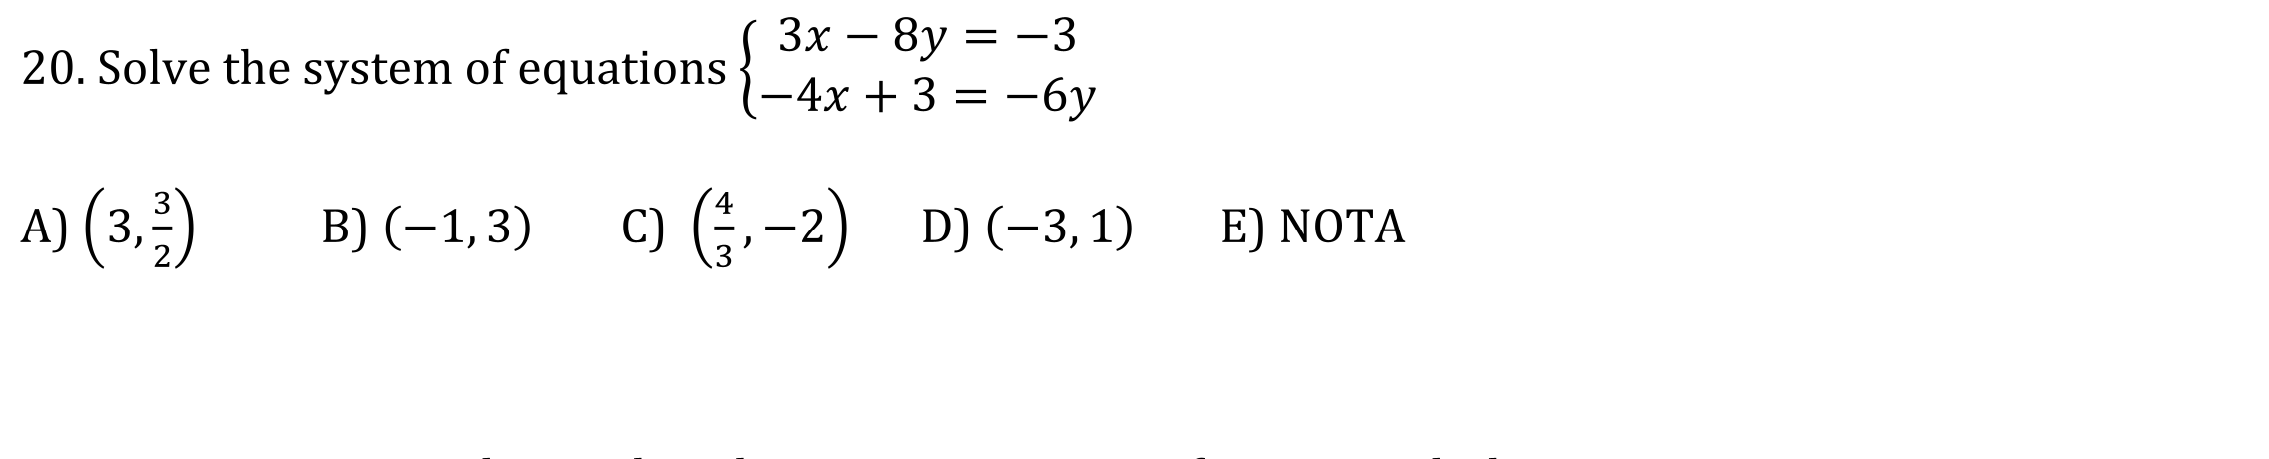 20. Solve the system of equations { 3x − 8y = −3
−4x + 3 = −6y
A) (3, 3/2) B) (−1, 3) C) (4/3, −2) D) (−3, 1) E) NOTA